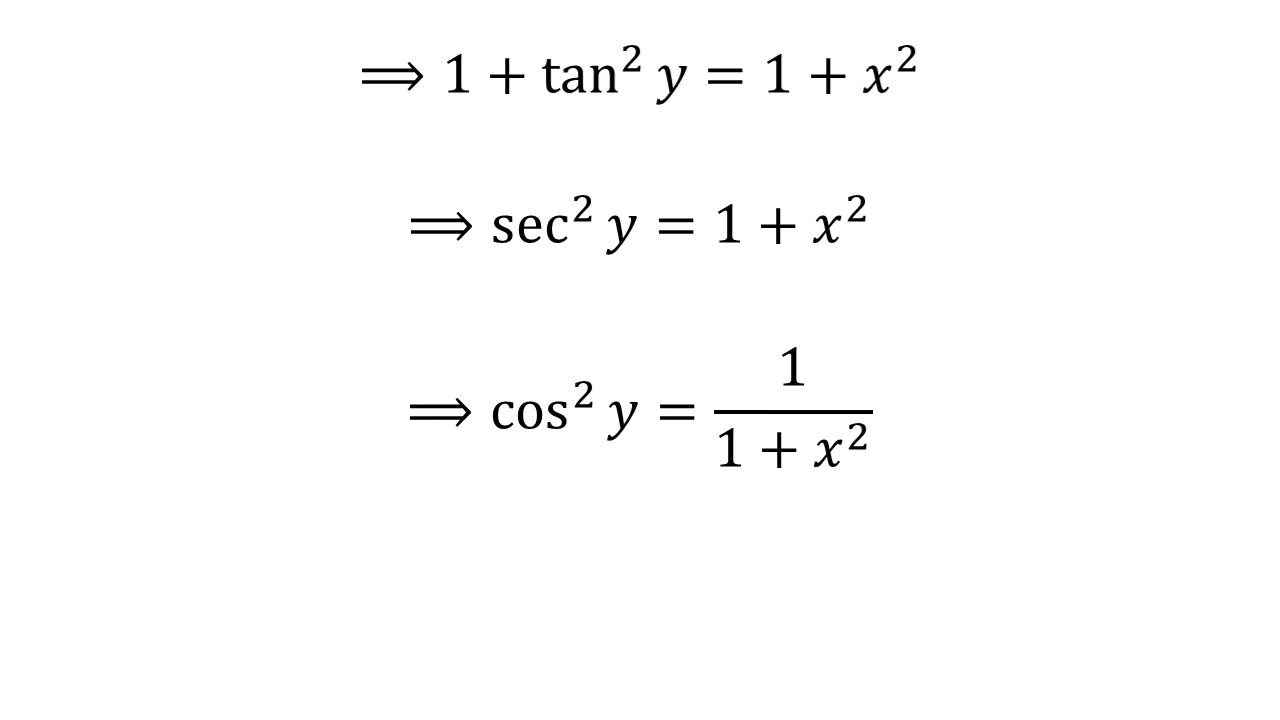 ⟹ 1 + tan² y = 1 + x²
⟹ sec² y = 1 + x²
⟹ cos² y = 1 / (1 + x²)